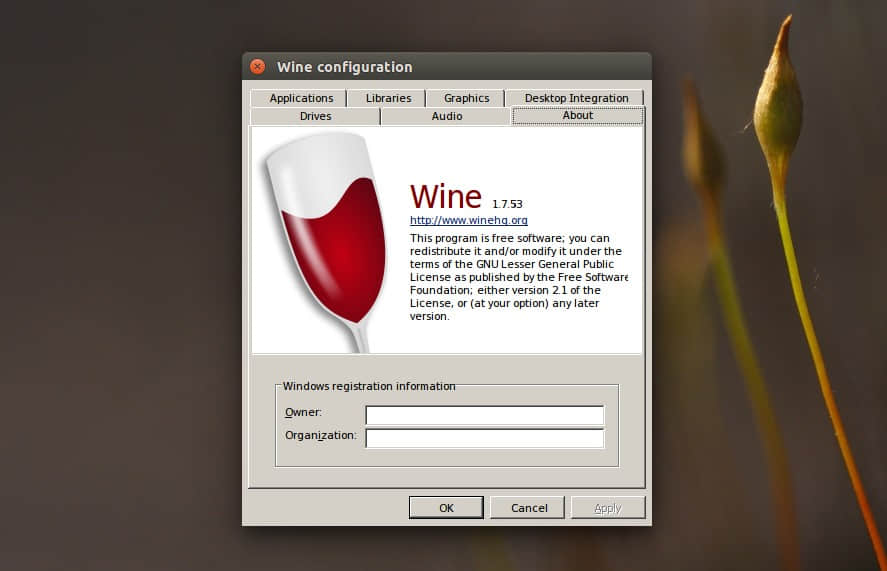 Wine configuration
Applications
Libraries
Graphics
Desktop Integration
Drives
Audio
About
Wine 1.7.53
http://www.winehq.org
This program is free software; you can
redistribute it and/or modify it under the
terms of the GNU Lesser General Public
License as published by the Free Software
Foundation; either version 2.1 of the
License, or (at your option) any later
version.
Windows registration information
Owner:
Organization:
OK
Cancel
Apply